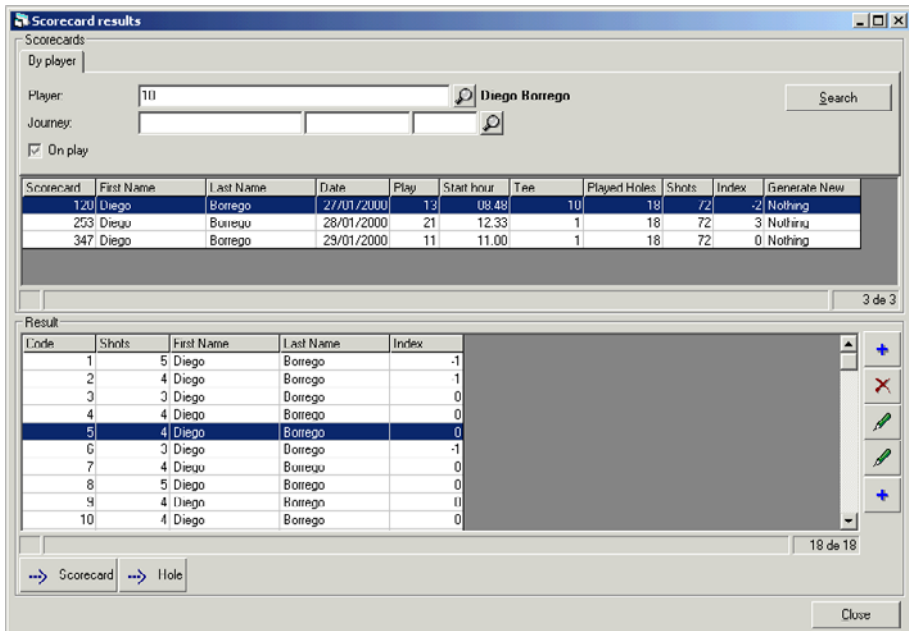 Scorecard results
Scorecards
By player
Player: 10 Diego Borrego Search
Journey:
On play
Scorecard First Name Last Name Date Play Start hour Tee Played Holes Shots Index Generate New
120 Diego Borrego 27/01/2000 13 08.48 10 18 72 -2 Nothing
253 Diego Borrego 28/01/2000 21 12.33 1 18 72 3 Nothing
347 Diego Borrego 29/01/2000 11 11.00 1 18 72 0 Nothing
3 de 3
Result
Code Shots First Name Last Name Index
1 5 Diego Borrego -1
2 4 Diego Borrego -1
3 3 Diego Borrego 0
4 4 Diego Borrego 0
5 4 Diego Borrego 0
6 3 Diego Borrego -1
7 4 Diego Borrego 0
8 5 Diego Borrego 0
9 4 Diego Borrego 0
10 4 Diego Borrego 0
18 de 18
Scorecard Hole
Close